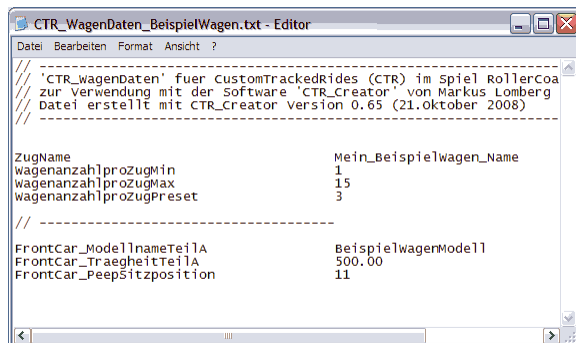 CTR_WagenDaten_BeispielWagen.txt - Editor
Datei Bearbeiten Format Ansicht ?
// ----------------------------------------------------------------
// 'CTR_WagenDaten' fuer CustomTrackedRides (CTR) im Spiel RollerCoa
// zur Verwendung mit der Software 'CTR_Creator' von Markus Lomberg
// Datei erstellt mit CTR_Creator Version 0.65 (21.Oktober 2008)
// ----------------------------------------------------------------
ZugName Mein_BeispielWagen_Name
WagenanzahlproZugMin 1
WagenanzahlproZugMax 15
WagenanzahlproZugPreset 3
// -----------------------------------
FrontCar_ModellnameTeilA BeispielWagenModell
FrontCar_TraegheitTeilA 500.00
FrontCar_PeepSitzposition 11